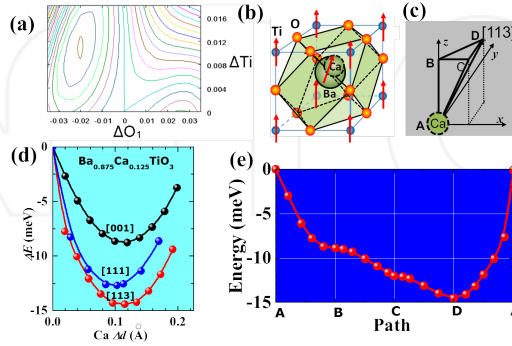 (a)
0.016
0.012
ΔTi
0.008
0.004
0
-0.03 -0.02 -0.01 0 0.01 0.02 0.03
ΔO1
(b)
Ti O
Ca
Ba
(c)
D [113]
z
y
B
C
A Ca x
(d)
Ba0.875Ca0.125TiO3
0
-5
-10
-15
ΔE (meV)
[001]
[111]
[113]
0.0 0.1 0.2
Ca Δd (Å)
(e)
0
-5
-10
-15
Energy (meV)
A B C D
Path